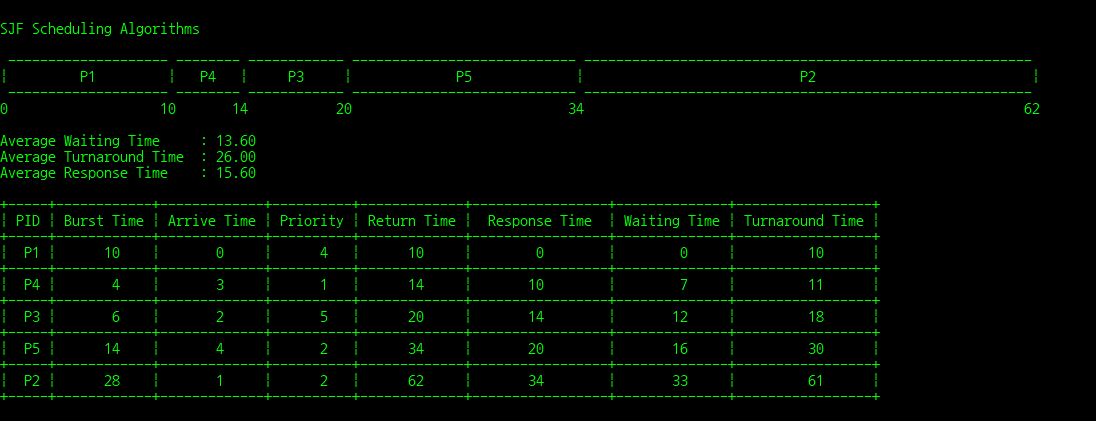 SJF Scheduling Algorithms
| P1 | P4 | P3 | P5 | P2 |
0 10 14 20 34 62
Average Waiting Time : 13.60
Average Turnaround Time : 26.00
Average Response Time : 15.60
| PID | Burst Time | Arrive Time | Priority | Return Time | Response Time | Waiting Time | Turnaround Time |
| P1 | 10 | 0 | 4 | 10 | 0 | 0 | 10 |
| P4 | 4 | 3 | 1 | 14 | 10 | 7 | 11 |
| P3 | 6 | 2 | 5 | 20 | 14 | 12 | 18 |
| P5 | 14 | 4 | 2 | 34 | 20 | 16 | 30 |
| P2 | 28 | 1 | 2 | 62 | 34 | 33 | 61 |